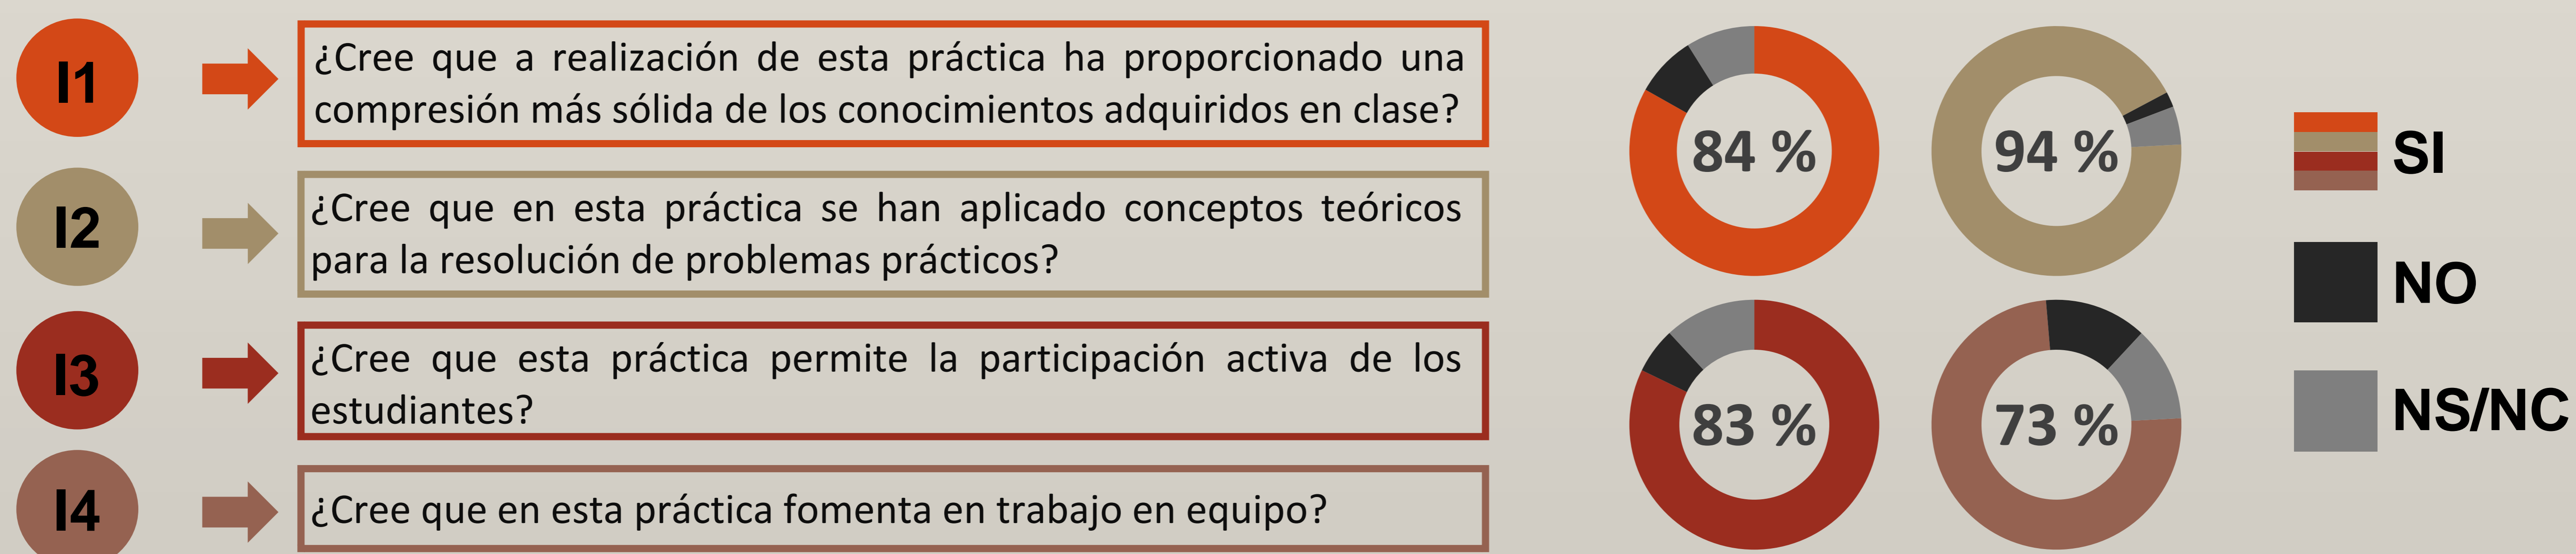 I1
¿Cree que a realización de esta práctica ha proporcionado una
compresión más sólida de los conocimientos adquiridos en clase?
I2
¿Cree que en esta práctica se han aplicado conceptos teóricos
para la resolución de problemas prácticos?
I3
¿Cree que esta práctica permite la participación activa de los
estudiantes?
I4
¿Cree que en esta práctica fomenta en trabajo en equipo?
84 %
94 %
83 %
73 %
SI
NO
NS/NC